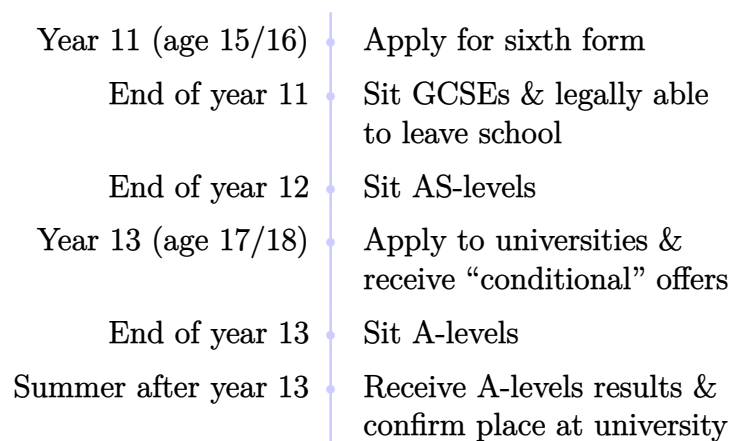 Year 11 (age 15/16) Apply for sixth form
End of year 11 Sit GCSEs & legally able
to leave school
End of year 12 Sit AS-levels
Year 13 (age 17/18) Apply to universities &
receive “conditional” offers
End of year 13 Sit A-levels
Summer after year 13 Receive A-levels results &
confirm place at university